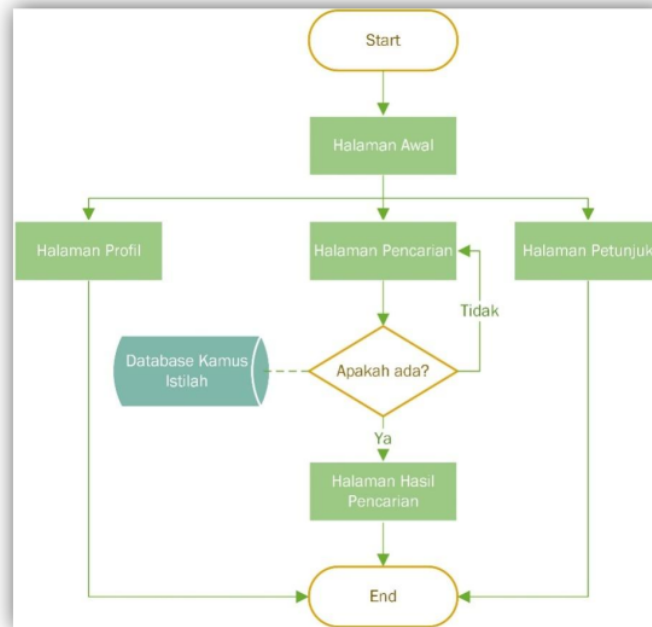 Start
Halaman Awal
Halaman Profil
Halaman Pencarian
Halaman Petunjuk
Tidak
Database Kamus
Istilah
Apakah ada?
Ya
Halaman Hasil
Pencarian
End